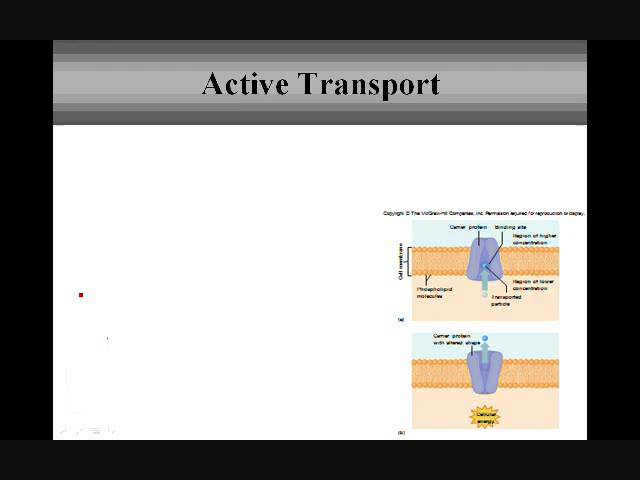 Active Transport
Copyright © The McGraw-Hill Companies, Inc. Permission required for reproduction or display.
Carrier protein
Binding site
Region of higher
concentration
Cell membrane
Phospholipid
molecules
Region of lower
concentration
Transported
particle
(a)
Carrier protein
with altered shape
Cellular
energy
(b)